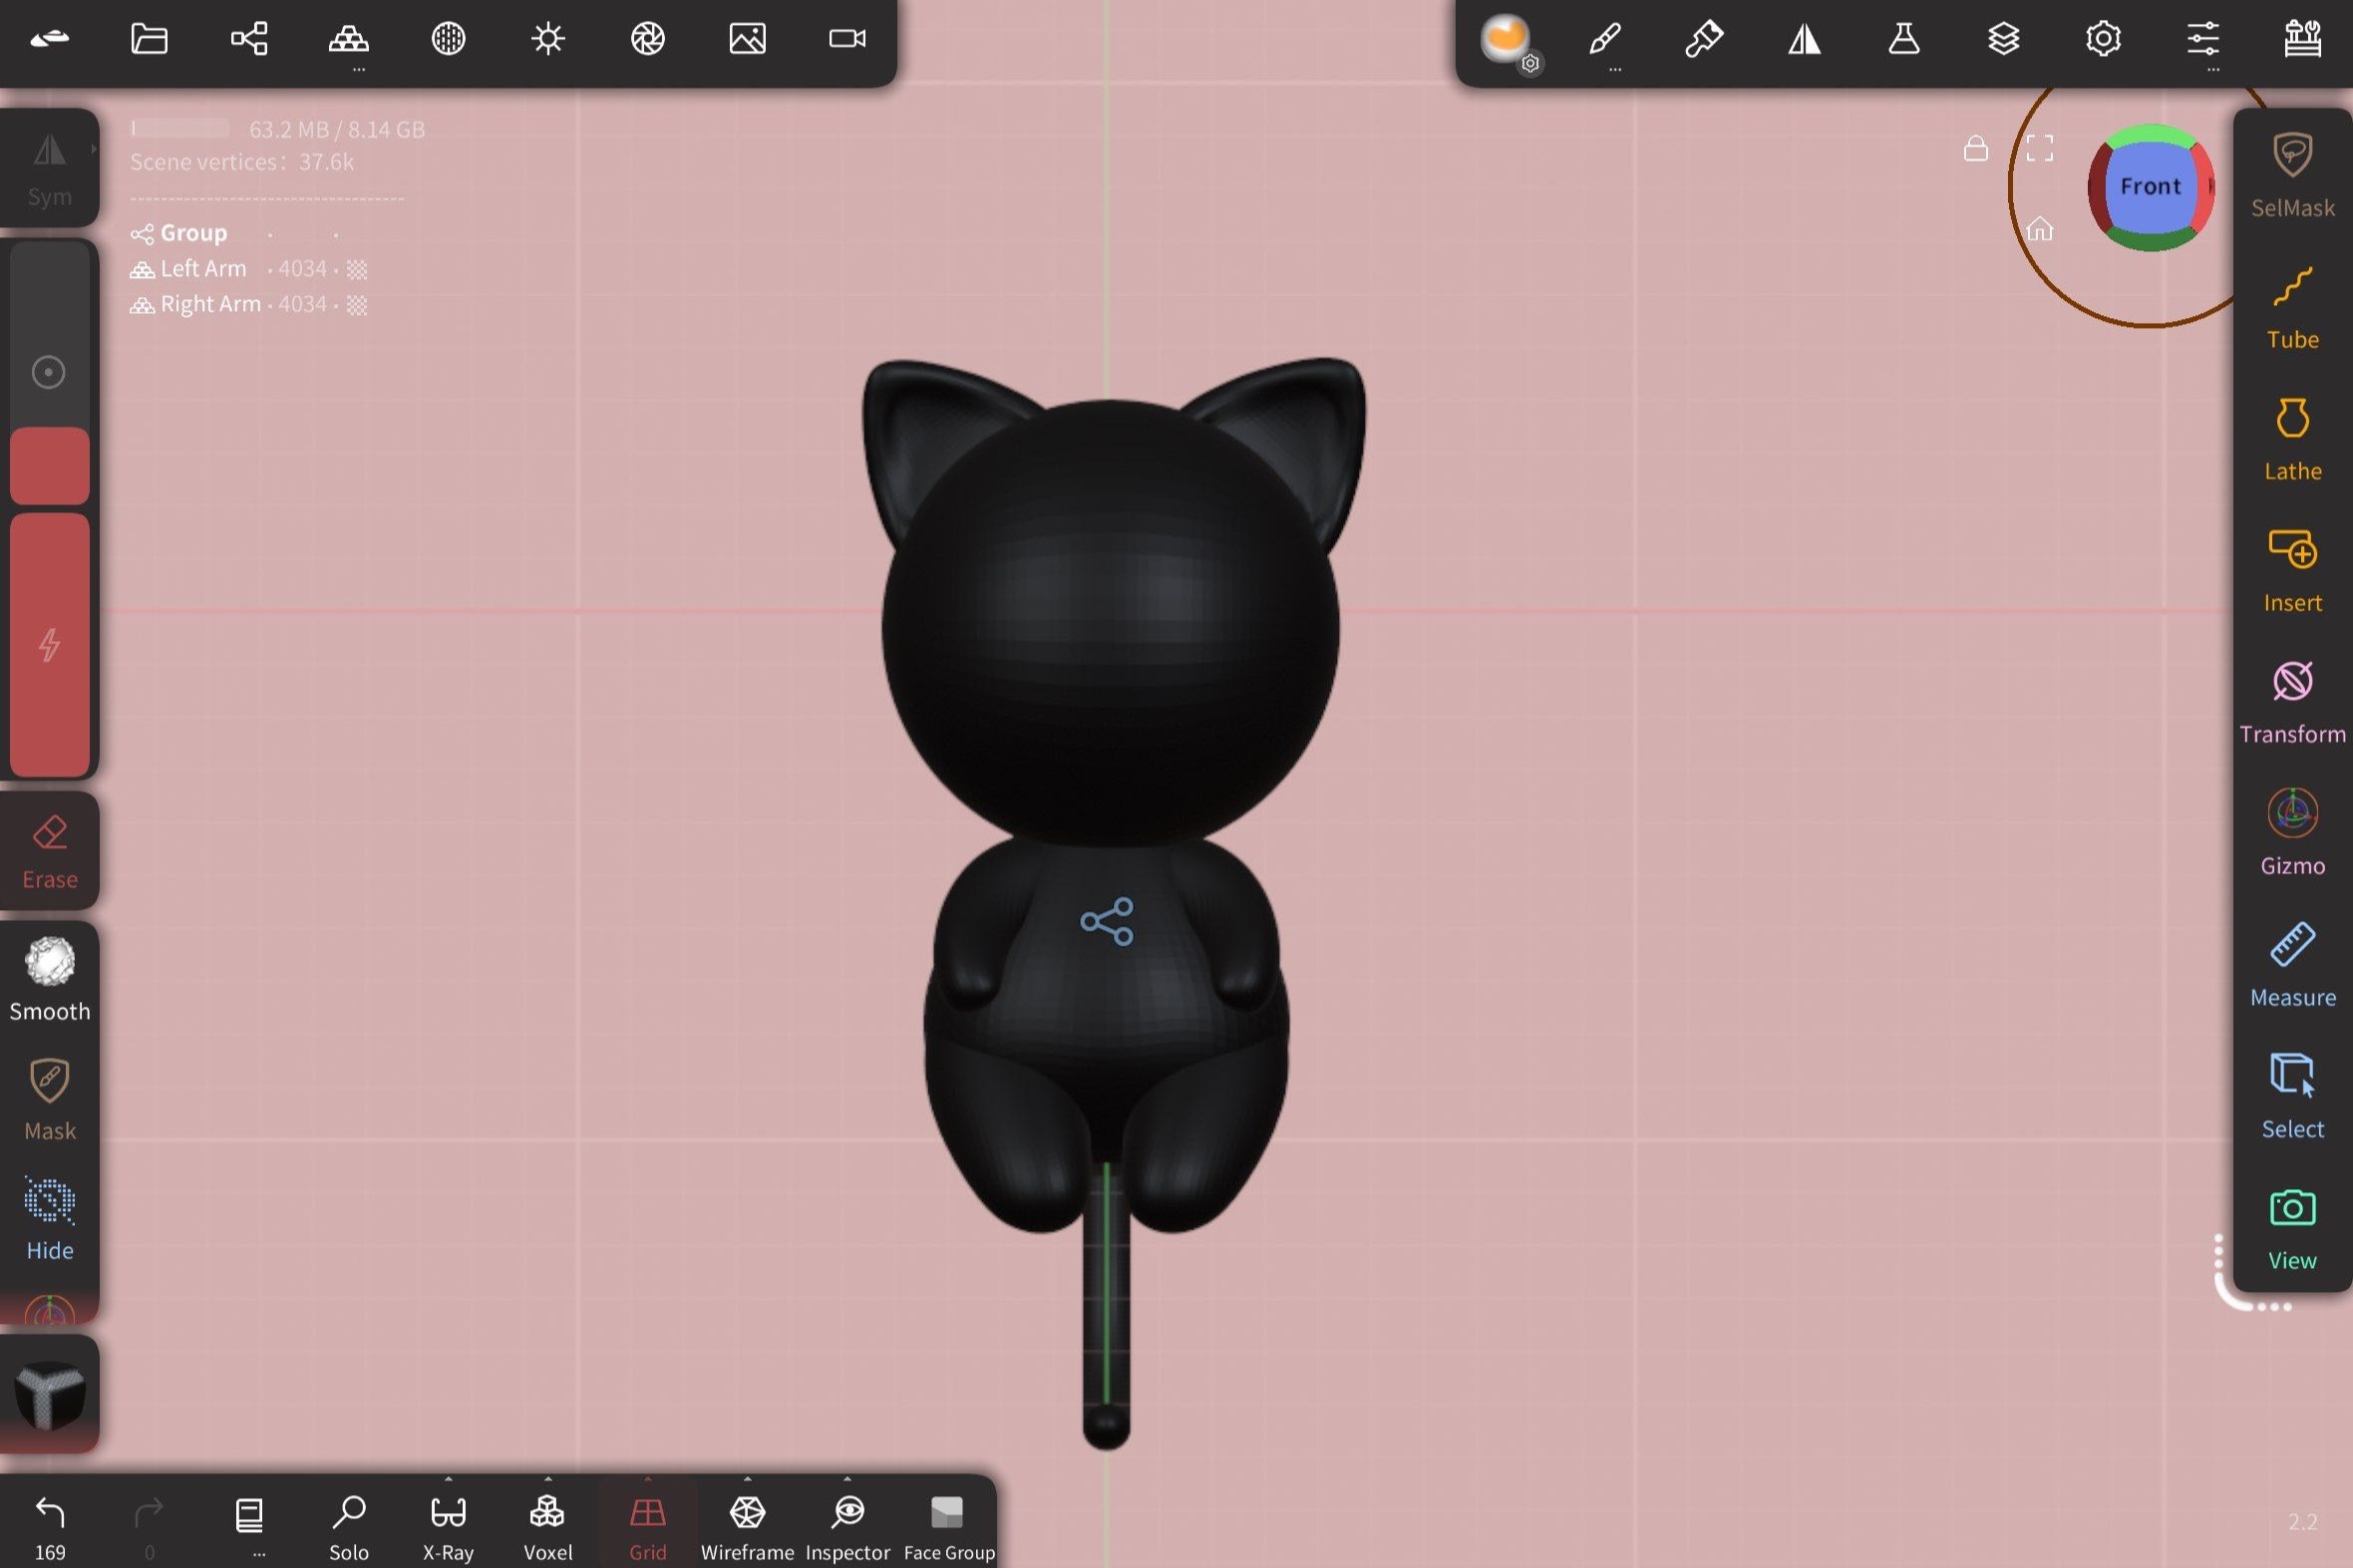 63.2 MB / 8.14 GB
Scene vertices: 37.6k
Group
Left Arm · 4034 ·
Right Arm · 4034 ·
Sym
Erase
Smooth
Mask
Hide
Front
SelMask
Tube
Lathe
Insert
Transform
Gizmo
Measure
Select
View
169
0
...
Solo
X-Ray
Voxel
Grid
Wireframe
Inspector
Face Group
2.2